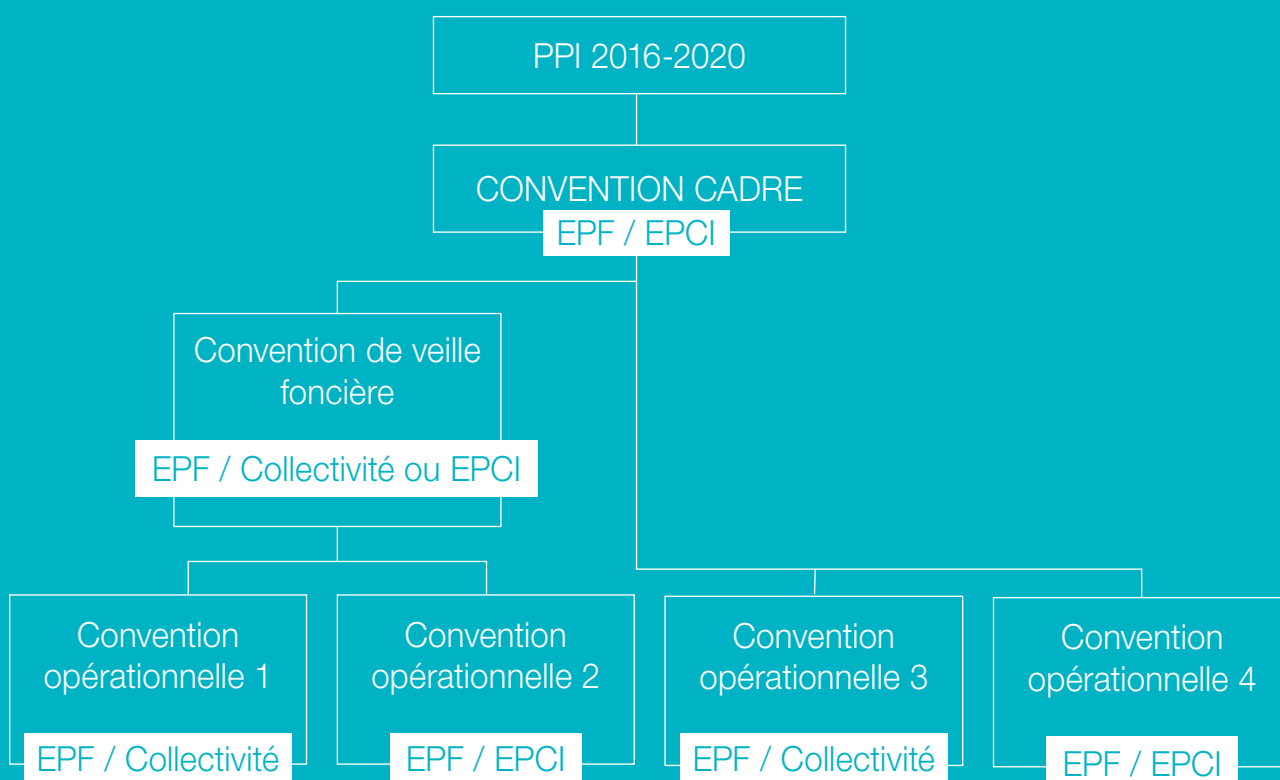 PPI 2016-2020
CONVENTION CADRE
EPF / EPCI
Convention de veille
foncière
EPF / Collectivité ou EPCI
Convention
opérationnelle 1
EPF / Collectivité
Convention
opérationnelle 2
EPF / EPCI
Convention
opérationnelle 3
EPF / Collectivité
Convention
opérationnelle 4
EPF / EPCI